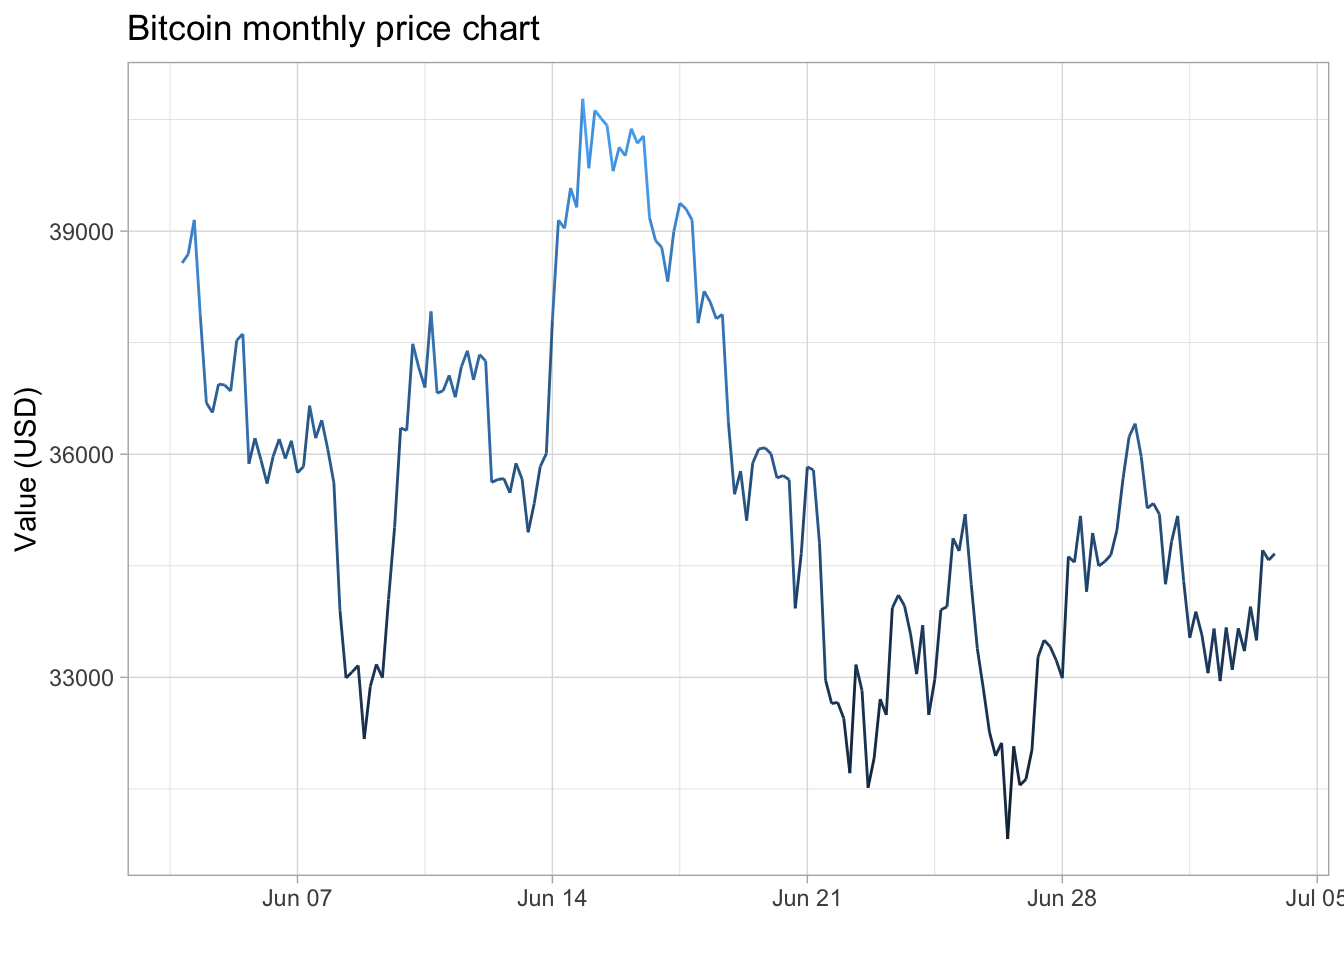 Bitcoin monthly price chart
Value (USD)
39000
36000
33000
Jun 07
Jun 14
Jun 21
Jun 28
Jul 05